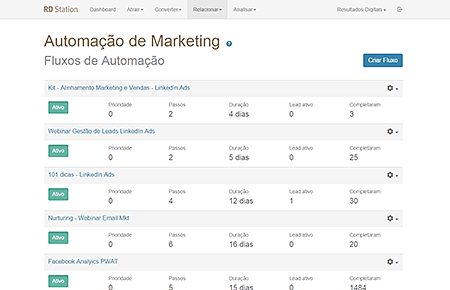 RD Station Dashboard Atrair Converter Relacionar Analisar Resultados Digitais
Automação de Marketing ?
Fluxos de Automação
Criar Fluxo
Kit - Alinhamento Marketing e Vendas - LinkedIn Ads
Ativo Prioridade Passos Duração Lead ativo Completaram
0 2 4 dias 0 3
Webinar Gestão de Leads LinkedIn Ads
Ativo Prioridade Passos Duração Lead ativo Completaram
0 2 5 dias 0 25
101 dicas - LinkedIn Ads
Ativo Prioridade Passos Duração Lead ativo Completaram
0 4 12 dias 1 30
Nurturing - Webinar Email Mkt
Ativo Prioridade Passos Duração Lead ativo Completaram
0 6 16 dias 0 20
Facebook Analyics PWAT
Ativo Prioridade Passos Duração Lead ativo Completaram
0 5 15 dias 0 1484